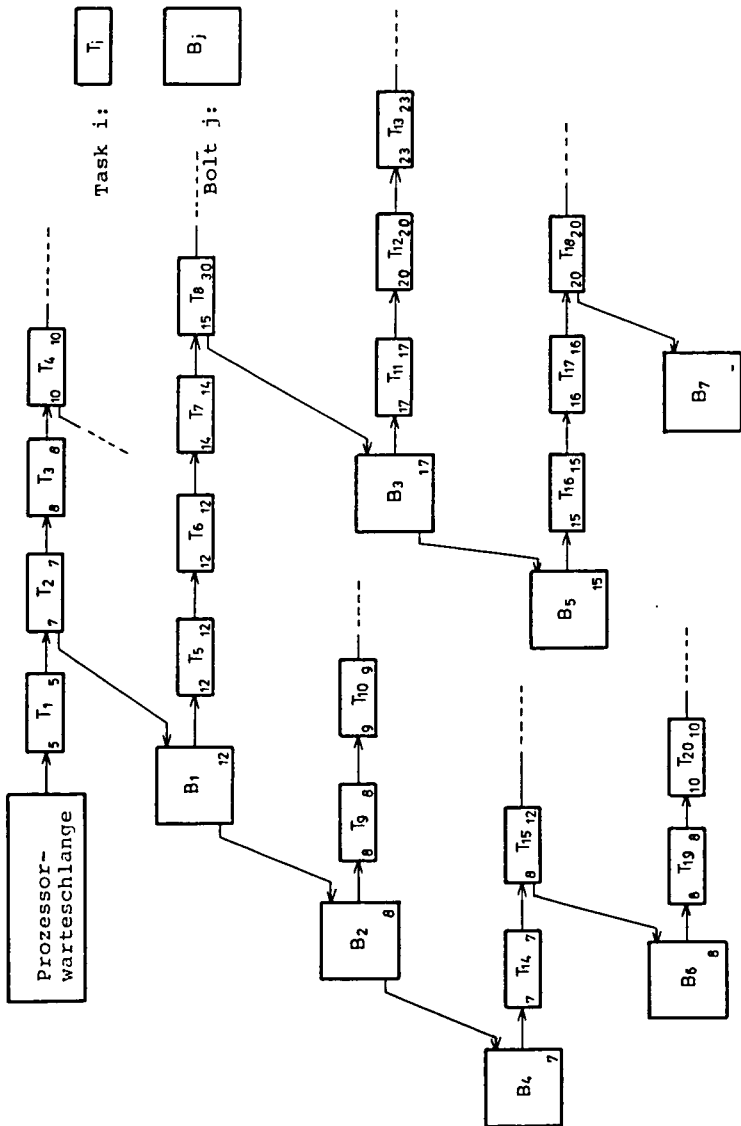 Prozessor-
warteschlange
T1
5 5
T2
7 7
T3
8 8
T4
10 10
Task i: Ti
Bolt j: Bj
B1
12
T5
12 12
T6
12 12
T7
14 14
T8
15 30
B2
8
T9
8 8
T10
9 9
B3
17
T11
17 17
T12
20 20
T13
23 23
B4
7
T14
7 7
T15
8 12
B5
15
T16
15 15
T17
16 16
T18
20 20
B6
8
T19
8 8
T20
10 10
B7
-